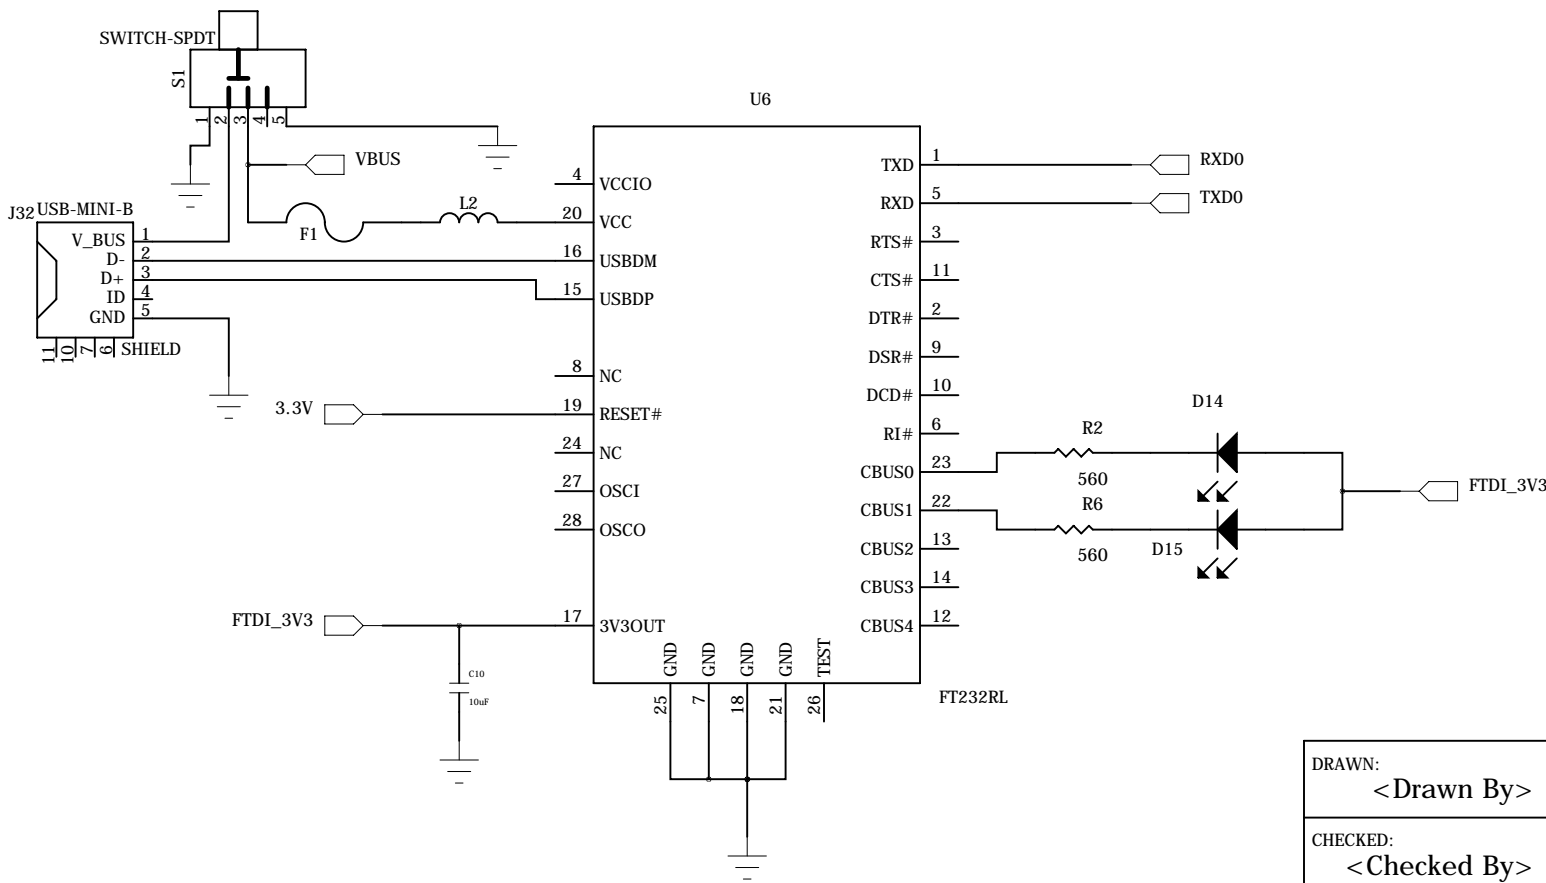 SWITCH-SPDT
S1
1
2
3
4
5
VBUS
J32 USB-MINI-B
V_BUS 1
D- 2
D+ 3
ID 4
GND 5
11
10
7
6
SHIELD
F1
L2
U6
4 VCCIO
20 VCC
16 USBDM
15 USBDP
8 NC
3.3V
19 RESET#
24 NC
27 OSCI
28 OSCO
FTDI_3V3
17 3V3OUT
C10
10uF
GND
25
GND
7
GND
18
GND
21
TEST
26
TXD 1
RXD0
RXD 5
TXD0
RTS# 3
CTS# 11
DTR# 2
DSR# 9
DCD# 10
RI# 6
CBUS0 23
CBUS1 22
CBUS2 13
CBUS3 14
CBUS4 12
R2
560
D14
R6
560
D15
FTDI_3V3
FT232RL
DRAWN:
<Drawn By>
CHECKED:
<Checked By>